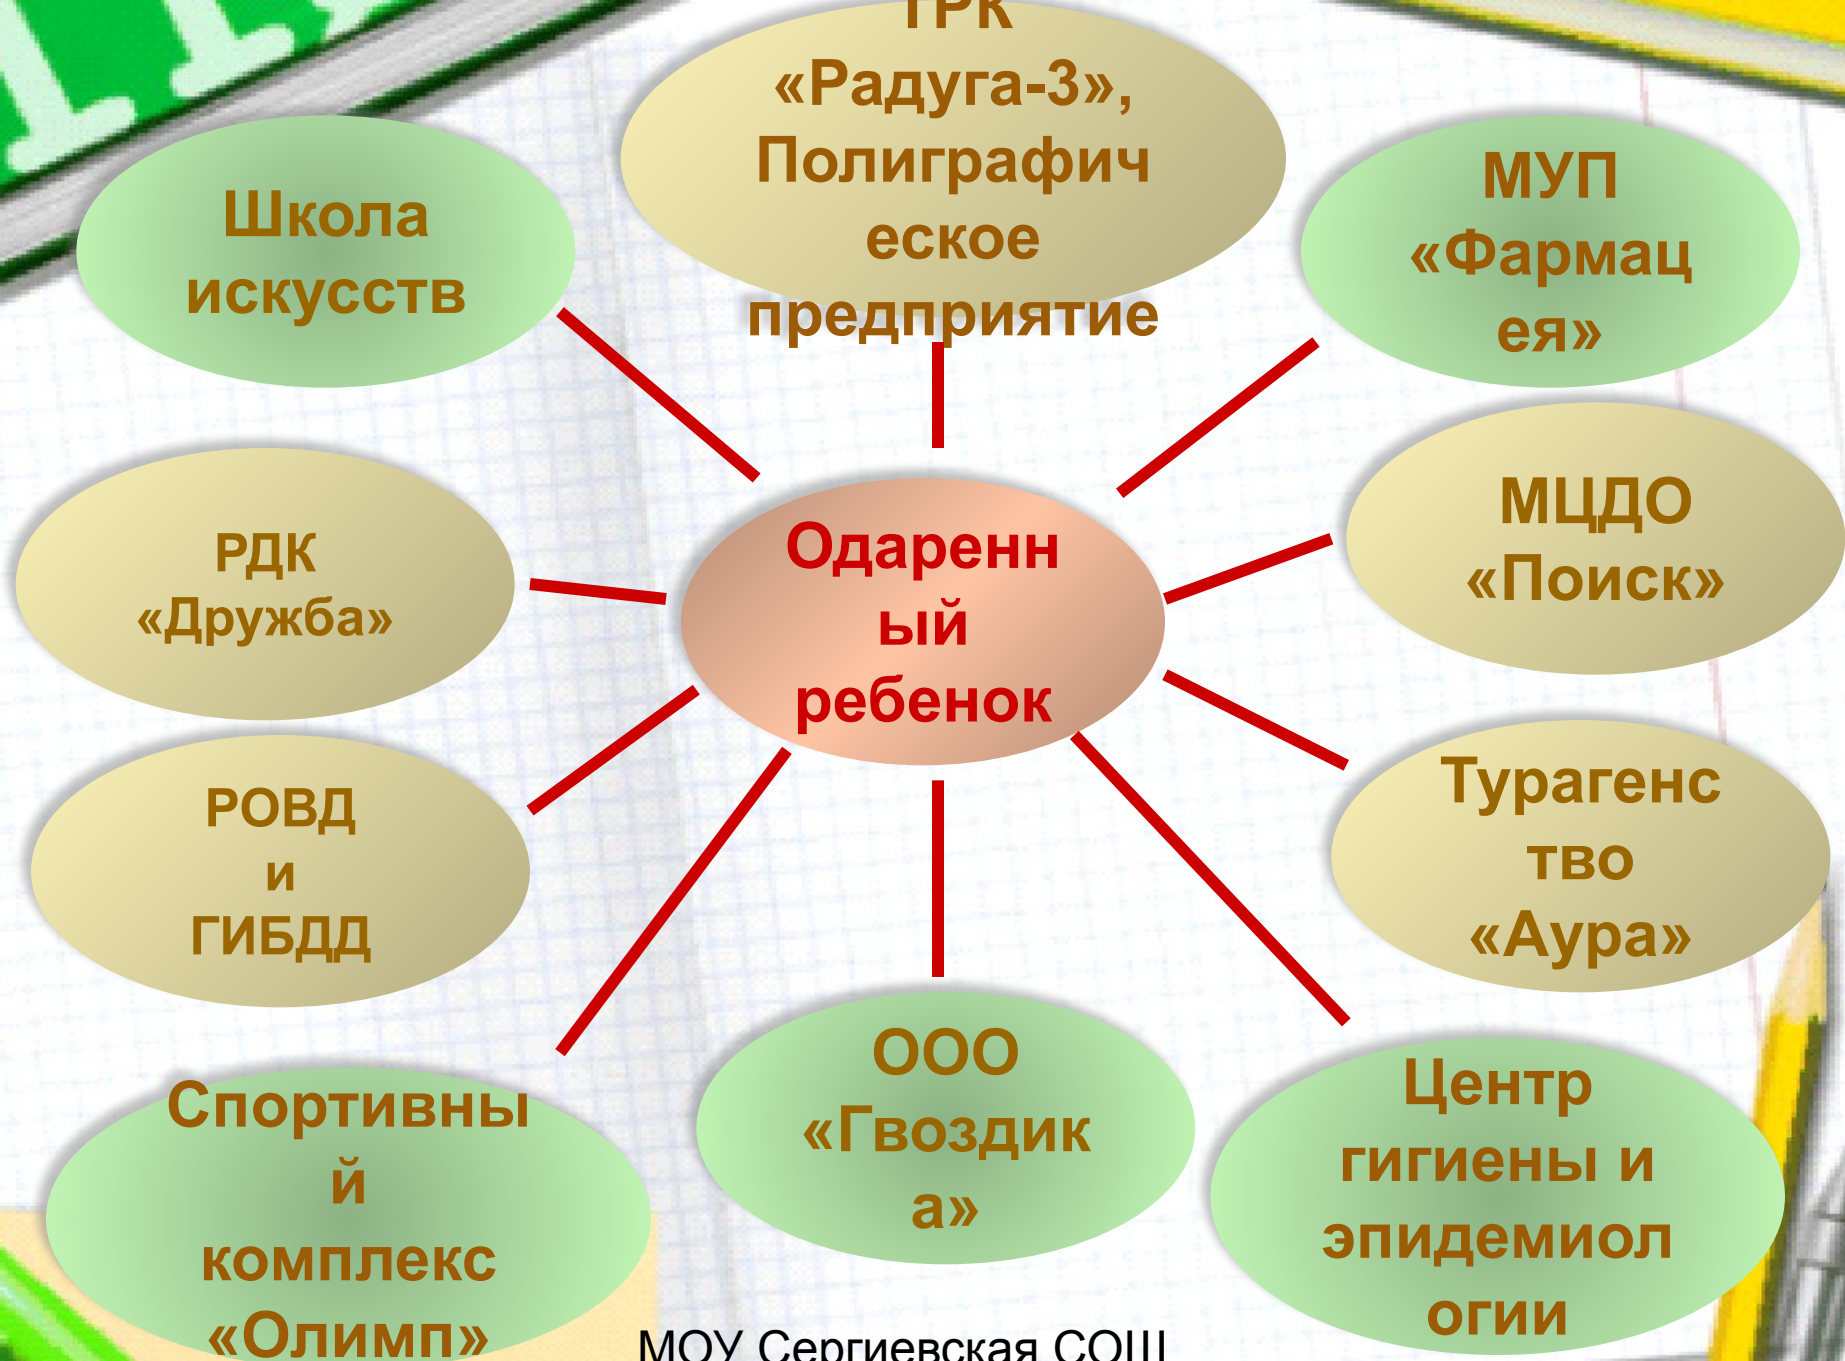 ТРК
«Радуга-3»,
Полиграфич
еское
предприятие
Школа
искусств
МУП
«Фармац
ея»
РДК
«Дружба»
Одаренн
ый
ребенок
МЦДО
«Поиск»
РОВД
и
ГИБДД
Турагенс
тво
«Аура»
Спортивны
й
комплекс
«Олимп»
ООО
«Гвоздик
а»
Центр
гигиены и
эпидемиол
огии
МОУ Сергиевская СОШ